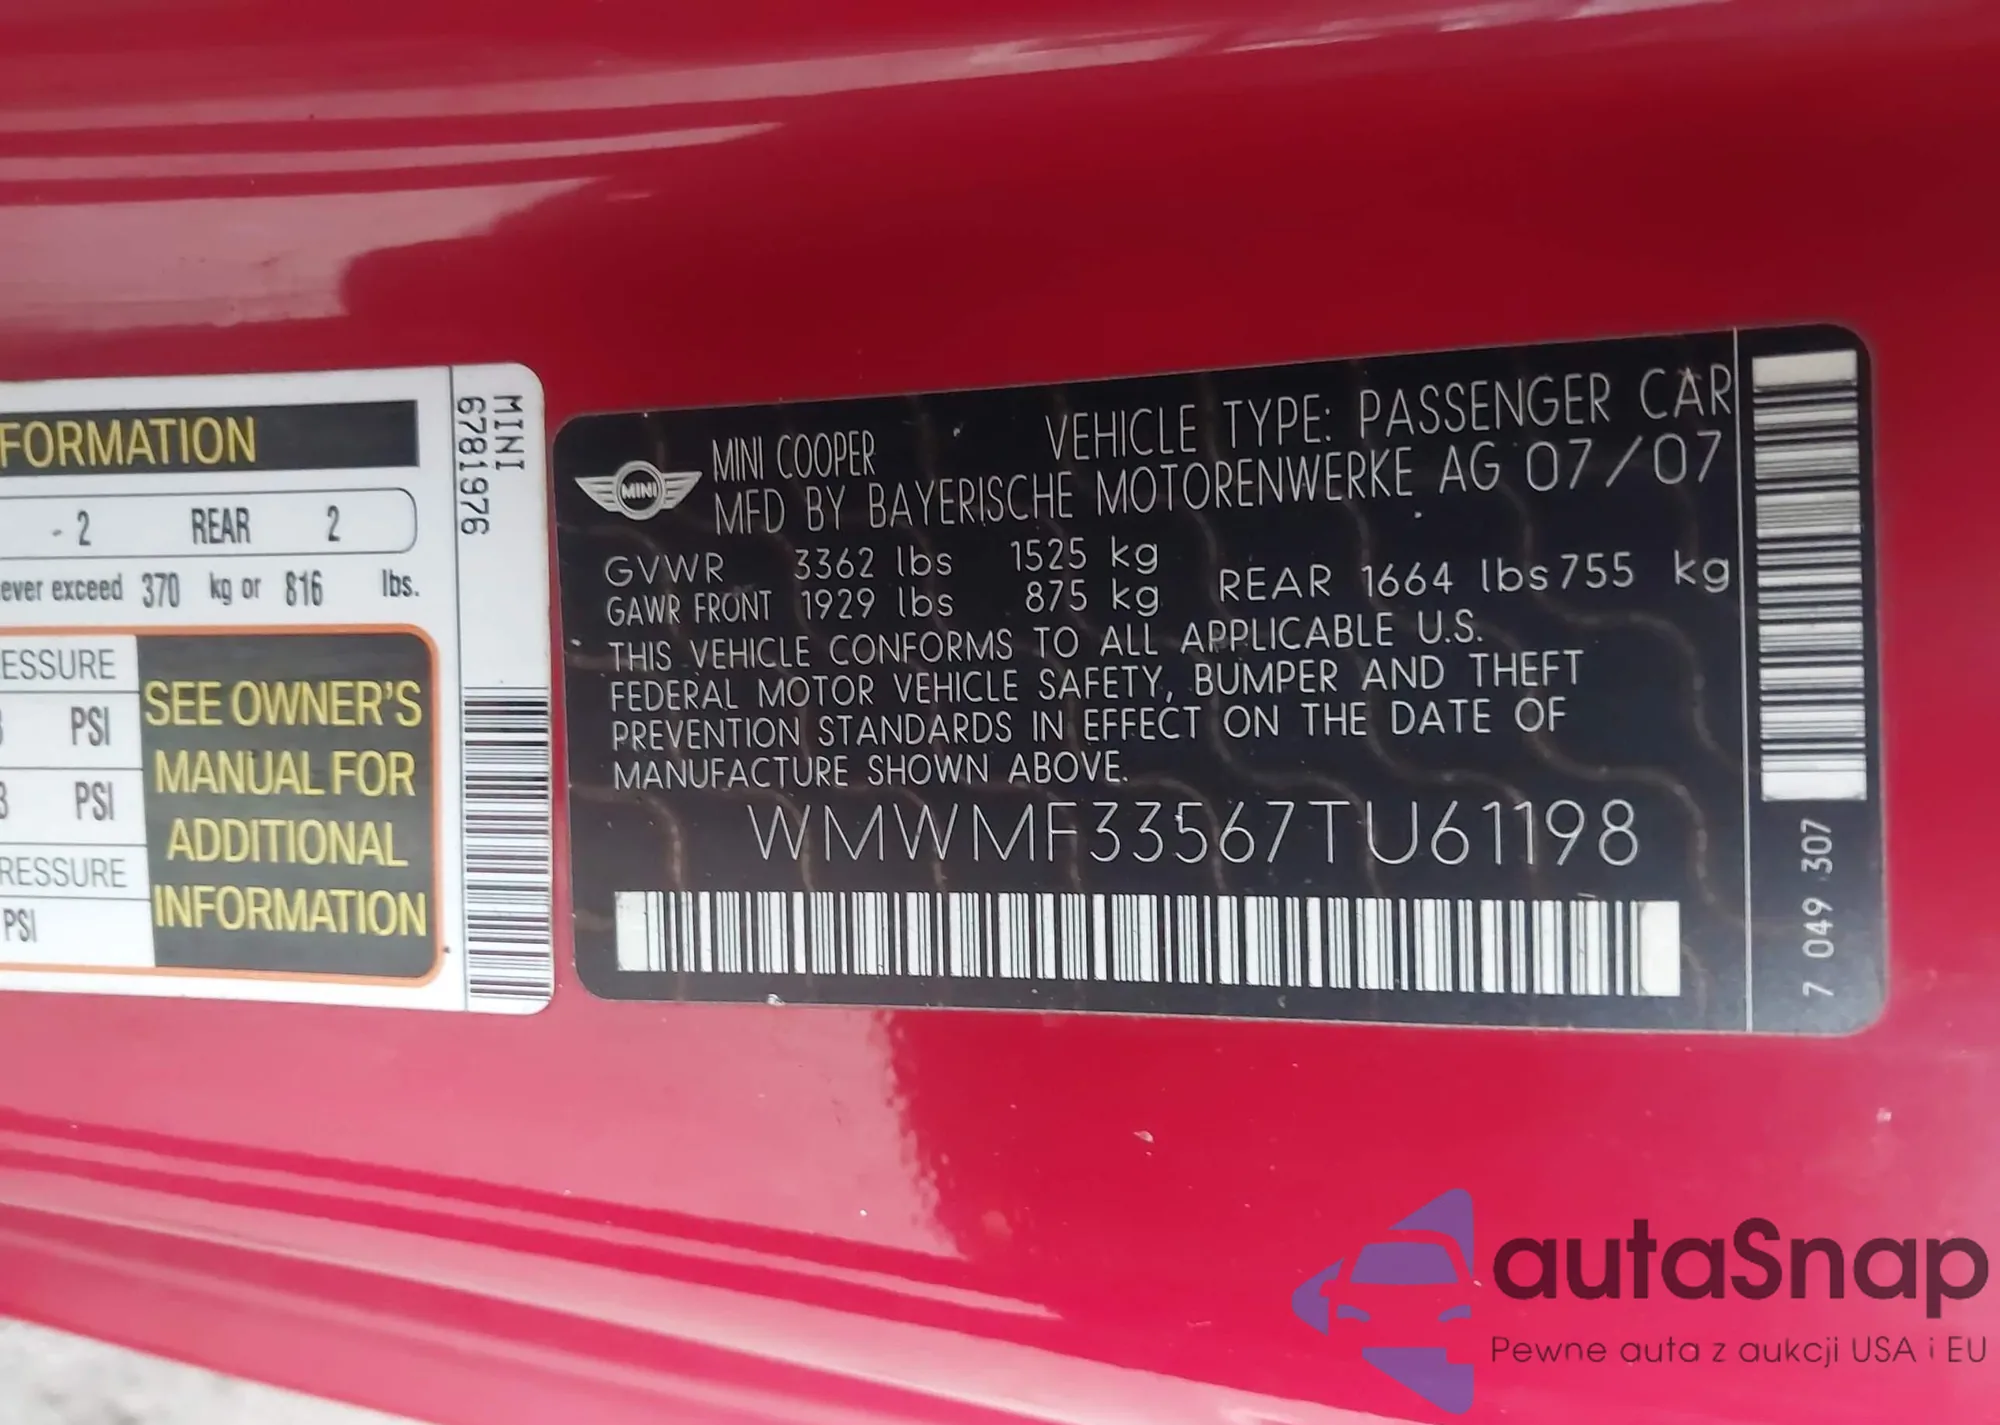 FORMATION
- 2 REAR 2
ever exceed 370 kg or 816 lbs.
ESSURE
PSI
PSI
RESSURE
PSI
SEE OWNER'S
MANUAL FOR
ADDITIONAL
INFORMATION
MINI
6781976
MINI
MINI COOPER VEHICLE TYPE: PASSENGER CAR
MFD BY BAYERISCHE MOTORENWERKE AG 07/07
GVWR 3362 lbs 1525 kg
GAWR FRONT 1929 lbs 875 kg REAR 1664 lbs 755 kg
THIS VEHICLE CONFORMS TO ALL APPLICABLE U.S.
FEDERAL MOTOR VEHICLE SAFETY, BUMPER AND THEFT
PREVENTION STANDARDS IN EFFECT ON THE DATE OF
MANUFACTURE SHOWN ABOVE.
WMWMF33567TU61198
7 049 307
autaSnap
Pewne auta z aukcji USA i EU